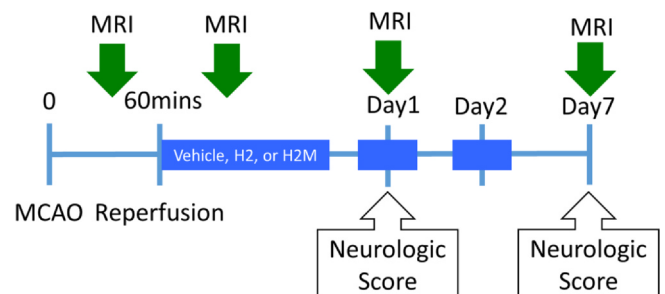 MRI MRI MRI MRI
0 60mins Day1 Day2 Day7
Vehicle, H2, or H2M
MCAO Reperfusion
Neurologic Neurologic
Score Score